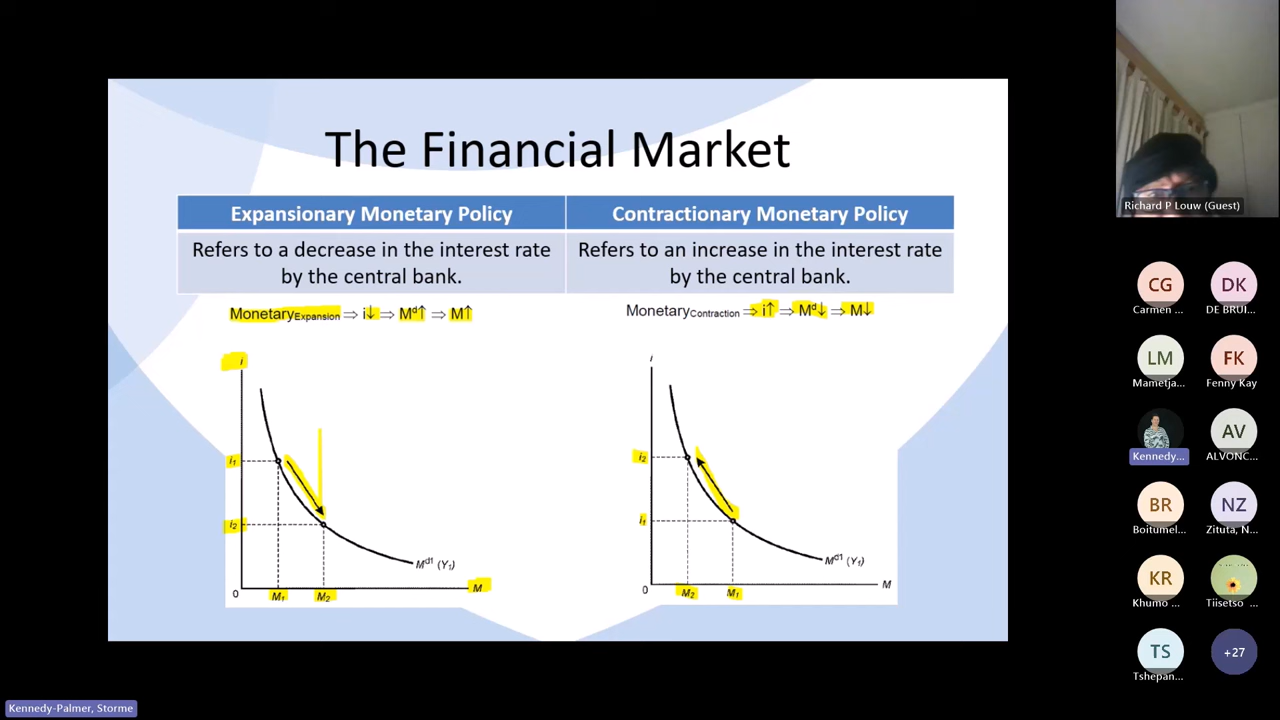 The Financial Market
Expansionary Monetary Policy
Contractionary Monetary Policy
Refers to a decrease in the interest rate
by the central bank.
Refers to an increase in the interest rate
by the central bank.
MonetaryExpansion ⇒ i↓ ⇒ Mᵈ↑ ⇒ M↑
MonetaryContraction ⇒ i↑ ⇒ Mᵈ↓ ⇒ M↓
i
i₁
i₂
Mᵈ¹ (Y₁)
0
M₁
M₂
M
i
i₂
i₁
Mᵈ¹ (Y₁)
0
M₂
M₁
M
Richard P Louw (Guest)
CG
Carmen ...
DK
DE BRUI...
LM
Mametja...
FK
Fenny Kay
Kennedy-...
AV
ALVONC...
BR
Boitumel...
NZ
Zituta, N...
KR
Khumo ...
Tiisetso ...
TS
Tshepan...
+27
Kennedy-Palmer, Storme